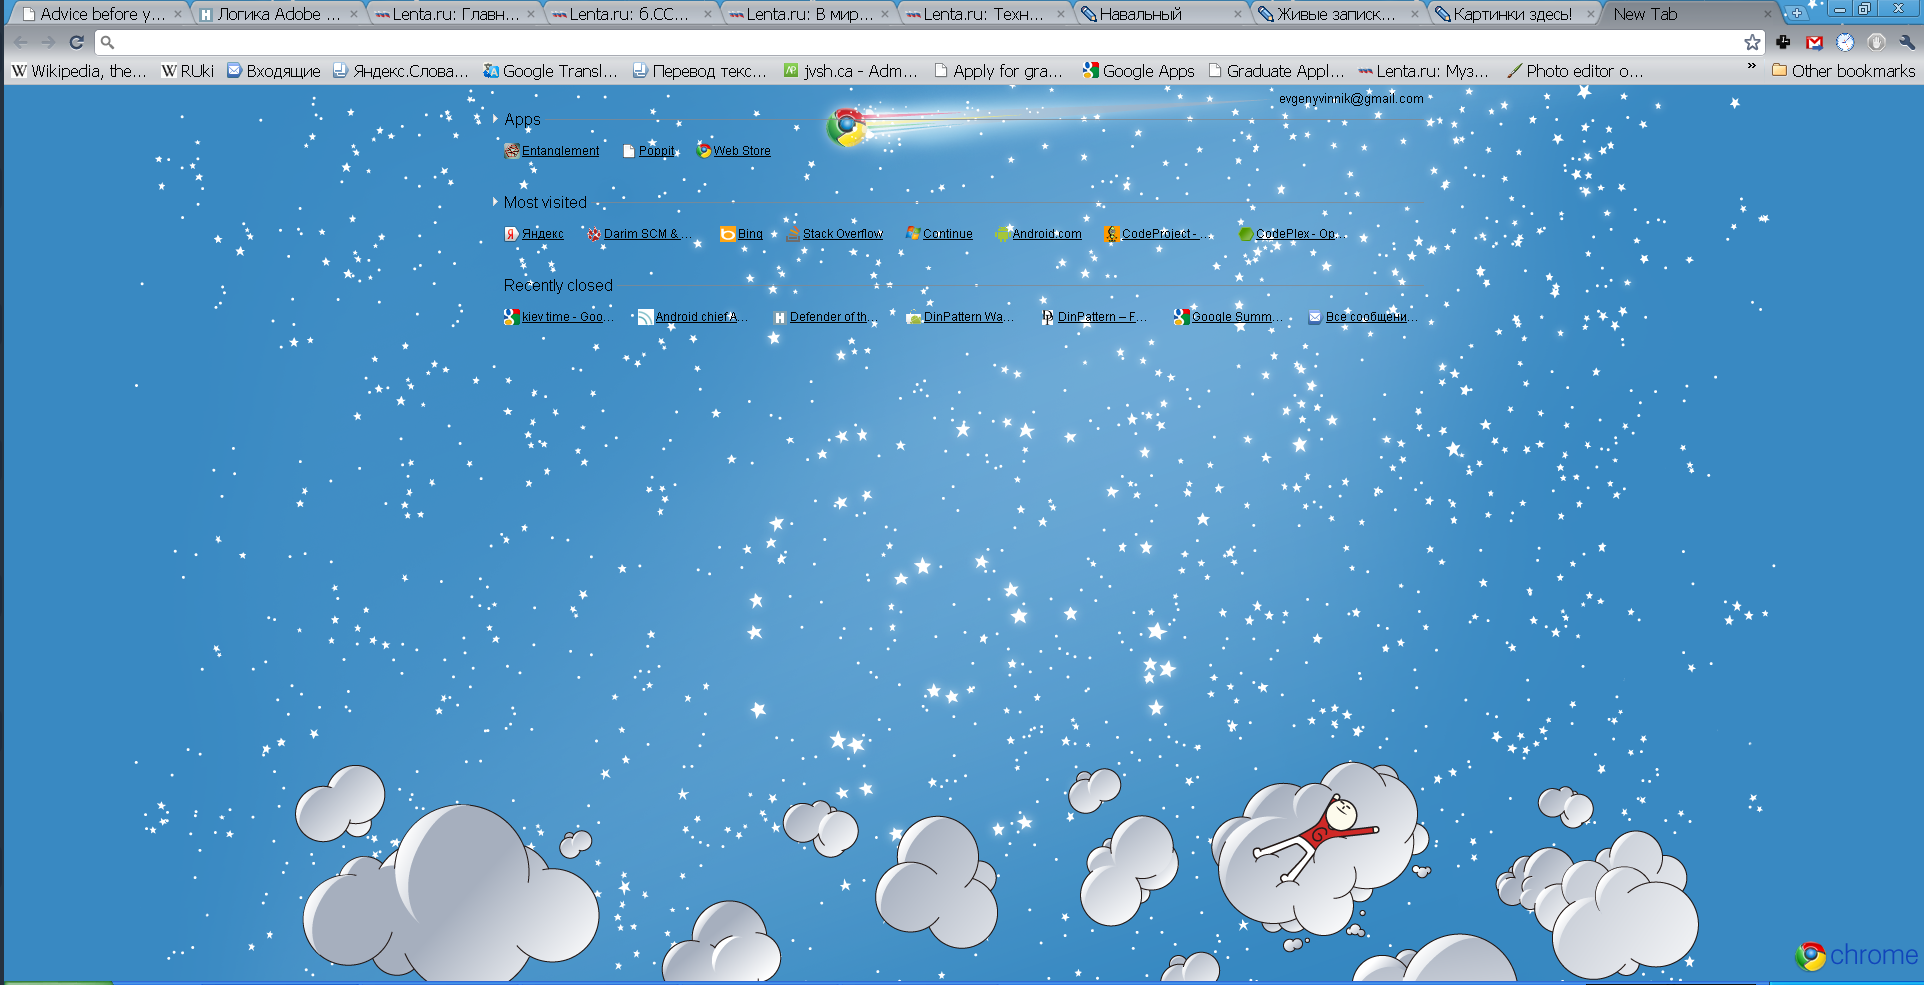 Advice before y... Логика Adobe ... Lenta.ru: Главн... Lenta.ru: б.СС... Lenta.ru: В мир... Lenta.ru: Техн... Навальный Живые записк... Картинки здесь! New Tab
Wikipedia, the... RUki Входящие Яндекс.Слова... Google Transl... Перевод текс... jvsh.ca - Adm... Apply for gra... Google Apps Graduate Appl... Lenta.ru: Муз... Photo editor o... » Other bookmarks
evgenyvinnik@gmail.com
Apps
Entanglement Poppit Web Store
Most visited
Яндекс Darim SCM & ... Bing Stack Overflow Continue Android.com CodeProject - ... CodePlex - Op...
Recently closed
kiev time - Goo... Android chief A... Defender of th... DinPattern Wa... DinPattern – F... Google Summ... Все сообщени...
chrome